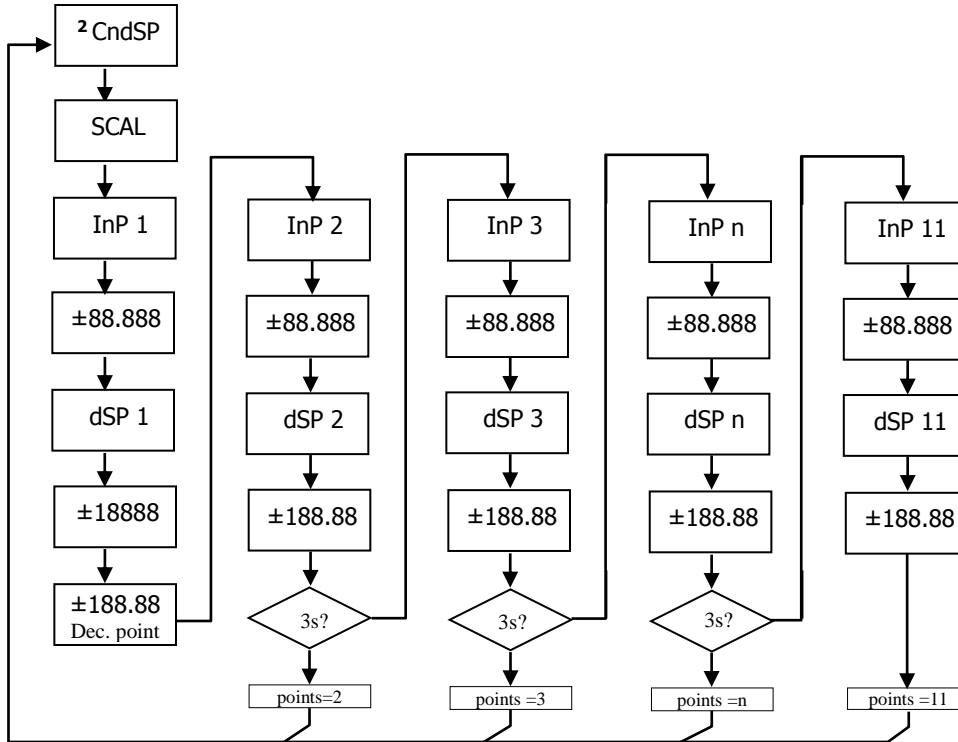 ² CndSP
SCAL
InP 1
±88.888
dSP 1
±18888
±188.88
Dec. point
InP 2
±88.888
dSP 2
±188.88
3s?
points=2
InP 3
±88.888
dSP 3
±188.88
3s?
points =3
InP n
±88.888
dSP n
±188.88
3s?
points =n
InP 11
±88.888
dSP 11
±188.88
points =11